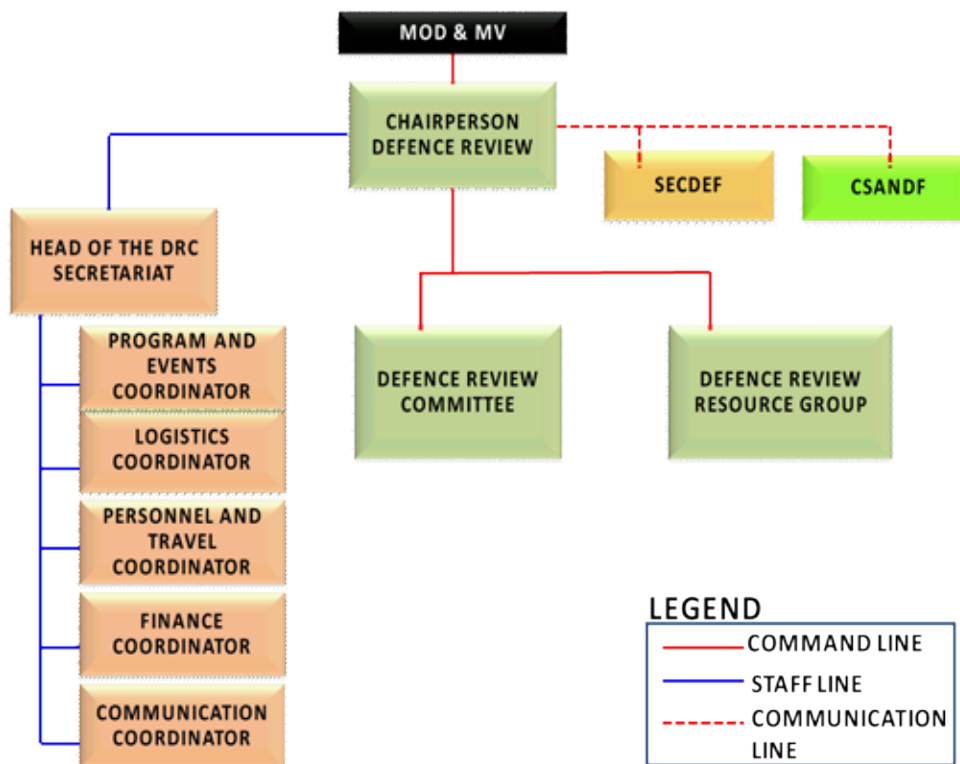 MOD & MV
CHAIRPERSON
DEFENCE REVIEW
SECDEF
CSANDF
HEAD OF THE DRC
SECRETARIAT
PROGRAM AND
EVENTS
COORDINATOR
LOGISTICS
COORDINATOR
PERSONNEL AND
TRAVEL
COORDINATOR
FINANCE
COORDINATOR
COMMUNICATION
COORDINATOR
DEFENCE REVIEW
COMMITTEE
DEFENCE REVIEW
RESOURCE GROUP
LEGEND
COMMAND LINE
STAFF LINE
COMMUNICATION
LINE